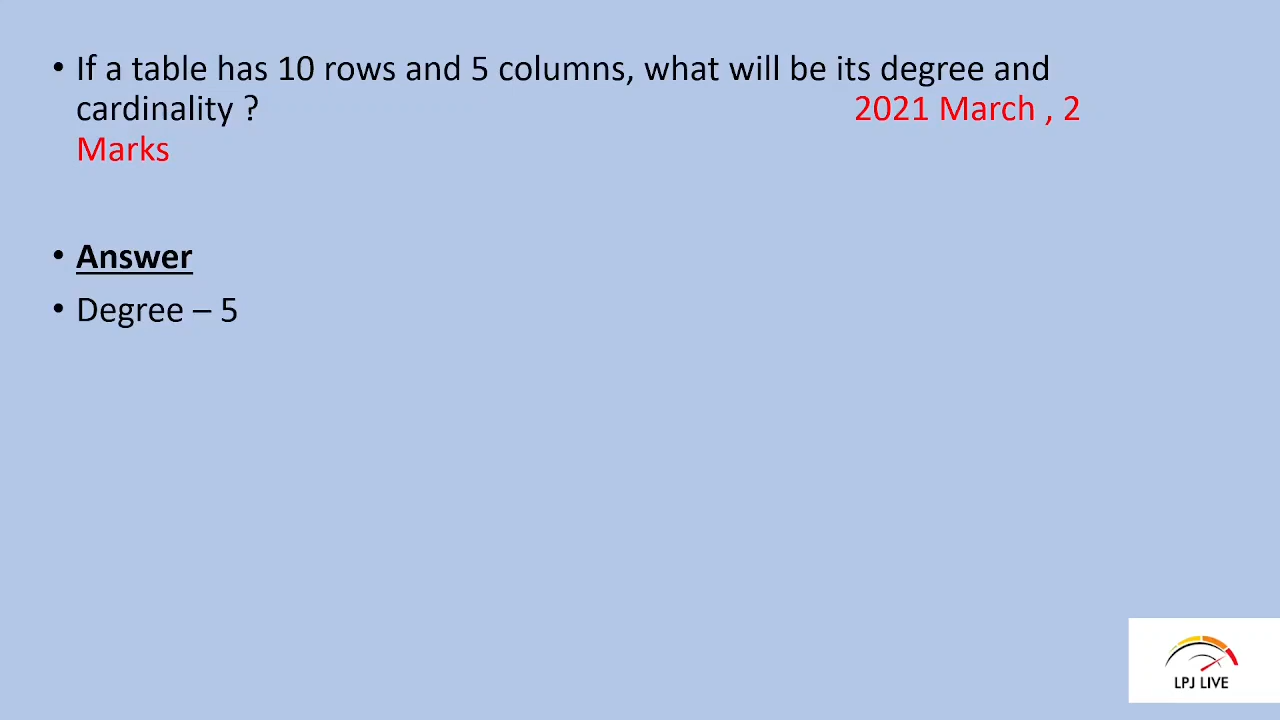 • If a table has 10 rows and 5 columns, what will be its degree and
cardinality ? 2021 March , 2
Marks
• Answer
• Degree – 5
LPJ LIVE